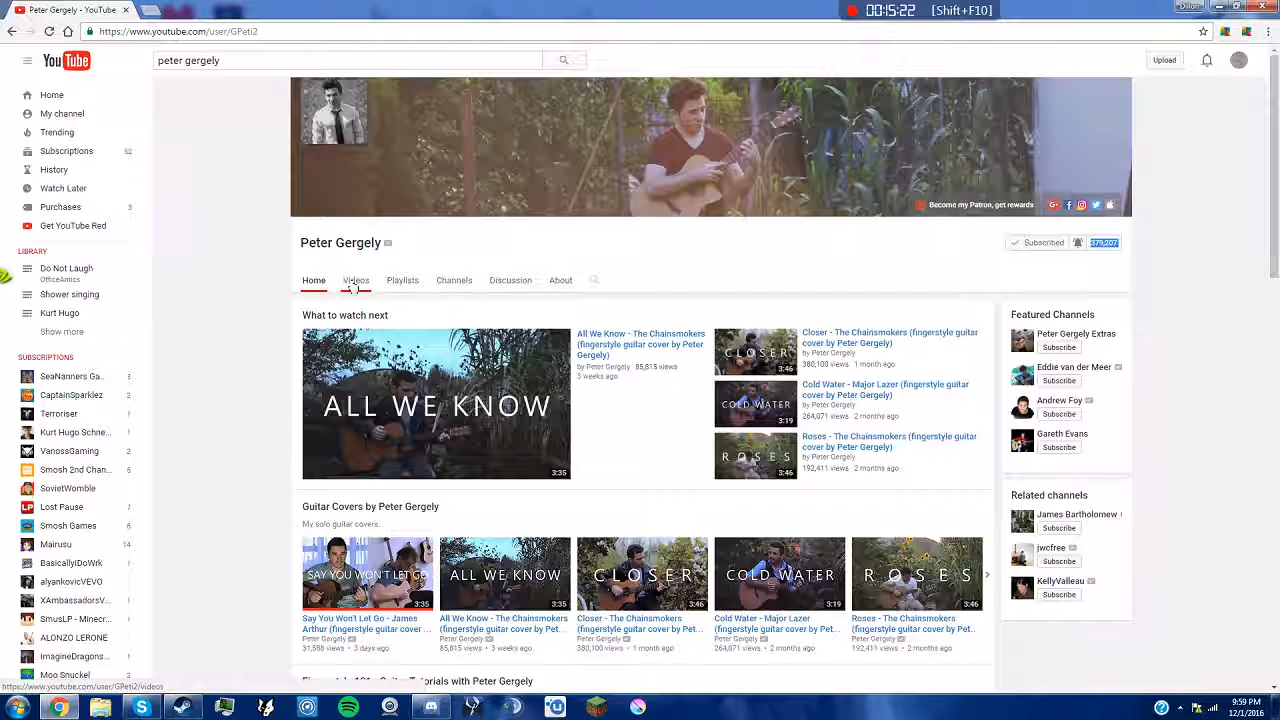 Peter Gergely - YouTube
00:15:22 [Shift+F10]
Dillon
https://www.youtube.com/user/GPeti2
YouTube
peter gergely
Upload
Home
My channel
Trending
Subscriptions 52
History
Watch Later
Purchases 3
Get YouTube Red
LIBRARY
Do Not Laugh
OfficeAntics
Shower singing
Kurt Hugo
Show more
SUBSCRIPTIONS
SeaNanners Ga..
CaptainSparklez 2
Terroriser
Kurt Hugo Schne...
VanossGaming
Smosh 2nd Chan...
SovietWomble
Lost Pause 7
Smosh Games
Mairusu 14
BasicallyIDoWrk
alyankovicVEVO
XAmbassadorsV...
SmusLP - Minecr...
ALONZO LERONE
ImagineDragons...
Moo Snuckel
Become my Patron, get rewards
Peter Gergely
Subscribed 379,207
Home Videos Playlists Channels Discussion About
What to watch next
ALL WE KNOW
3:35
All We Know - The Chainsmokers
(fingerstyle guitar cover by Peter
Gergely)
by Peter Gergely 85,815 views
3 weeks ago
CLOSER
3:46
Closer - The Chainsmokers (fingerstyle guitar
cover by Peter Gergely)
by Peter Gergely
380,100 views 1 month ago
COLD WATER
3:19
Cold Water - Major Lazer (fingerstyle guitar
cover by Peter Gergely)
by Peter Gergely
264,071 views 2 months ago
ROSES
3:46
Roses - The Chainsmokers (fingerstyle guitar
cover by Peter Gergely)
by Peter Gergely
192,411 views 2 months ago
Guitar Covers by Peter Gergely
My solo guitar covers.
SAY YOU WON'T LET GO
3:35
Say You Won't Let Go - James
Arthur (fingerstyle guitar cover ...
Peter Gergely
31,588 views • 3 days ago
ALL WE KNOW
3:35
All We Know - The Chainsmokers
(fingerstyle guitar cover by Pet...
Peter Gergely
85,815 views • 3 weeks ago
CLOSER
3:46
Closer - The Chainsmokers
(fingerstyle guitar cover by Pet...
Peter Gergely
380,100 views • 1 month ago
COLD WATER
3:19
Cold Water - Major Lazer
(fingerstyle guitar cover by Pet...
Peter Gergely
264,071 views • 2 months ago
ROSES
3:46
Roses - The Chainsmokers
(fingerstyle guitar cover by Pet..
Peter Gergely
192,411 views • 2 months ago
Guitar Tutorials with Peter Gergely
Featured Channels
Peter Gergely Extras
Subscribe
Eddie van der Meer
Subscribe
Andrew Foy
Subscribe
Gareth Evans
Subscribe
Related channels
James Bartholomew
Subscribe
jwcfree
Subscribe
KellyValleau
Subscribe
https://www.youtube.com/user/GPeti2/videos
9:59 PM
12/1/2016